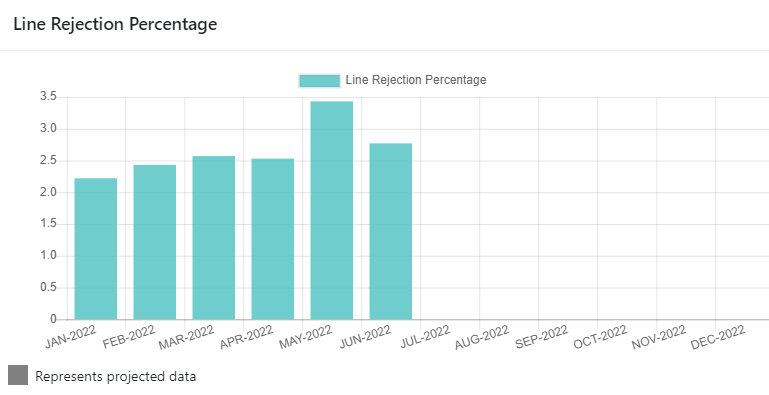 Line Rejection Percentage
Line Rejection Percentage
3.5
3.0
2.5
2.0
1.5
1.0
0.5
0
JAN-2022 FEB-2022 MAR-2022 APR-2022 MAY-2022 JUN-2022 JUL-2022 AUG-2022 SEP-2022 OCT-2022 NOV-2022 DEC-2022
Represents projected data